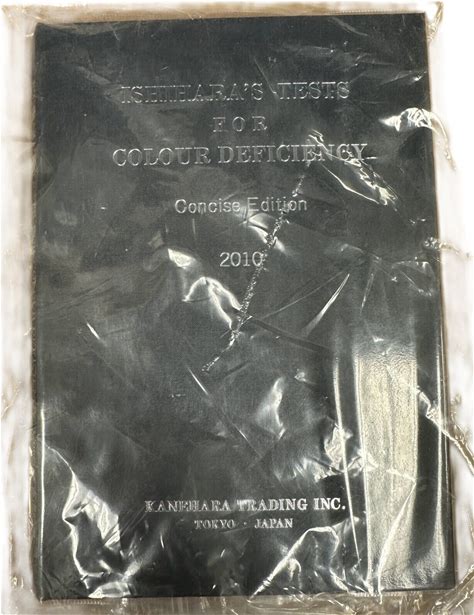 ISHIHARA'S TESTS
FOR
COLOUR DEFICIENCY
Concise Edition
2010
KANEHARA TRADING INC.
TOKYO · JAPAN